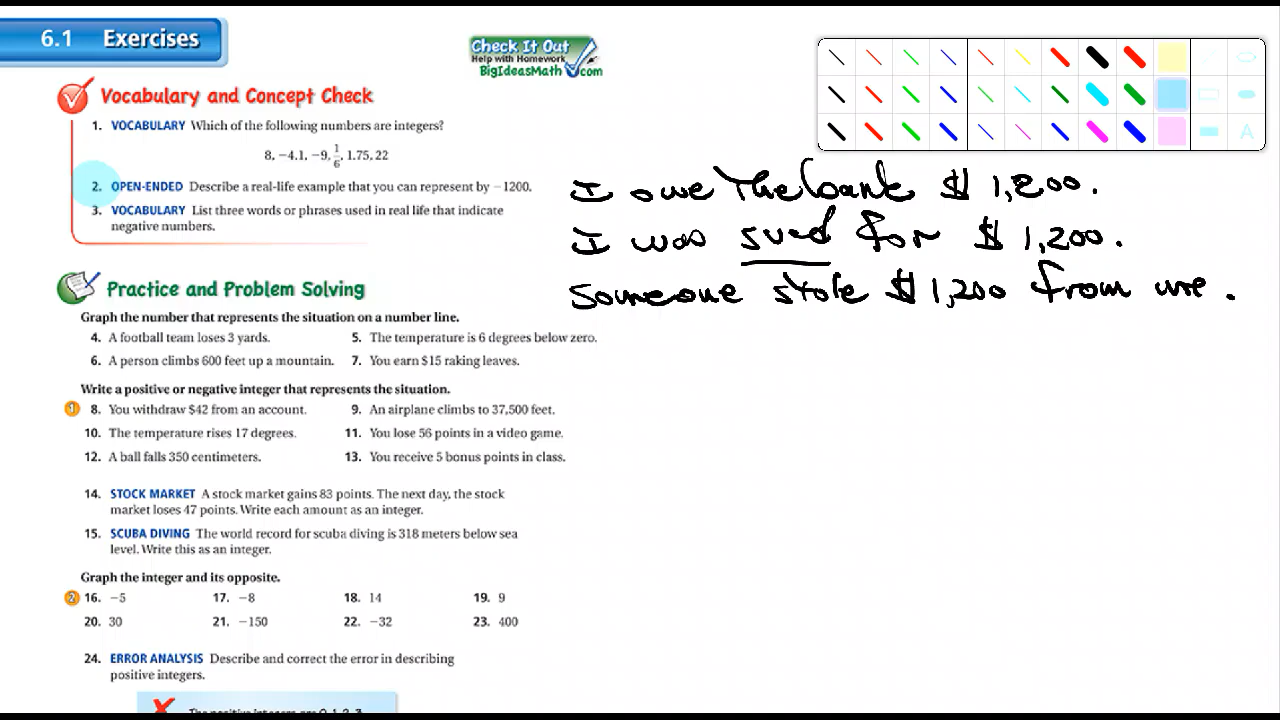 6.1 Exercises
Check It Out
Help with Homework
BigIdeasMath.com
Vocabulary and Concept Check
1. VOCABULARY Which of the following numbers are integers?
8, −4.1, −9, 1/6, 1.75, 22
2. OPEN-ENDED Describe a real-life example that you can represent by −1200.
3. VOCABULARY List three words or phrases used in real life that indicate
negative numbers.
I owe the bank $ 1,200.
I was sued for $ 1,200.
Someone stole $ 1,200 from me.
Practice and Problem Solving
Graph the number that represents the situation on a number line.
4. A football team loses 3 yards. 5. The temperature is 6 degrees below zero.
6. A person climbs 600 feet up a mountain. 7. You earn $15 raking leaves.
Write a positive or negative integer that represents the situation.
1 8. You withdraw $42 from an account. 9. An airplane climbs to 37,500 feet.
10. The temperature rises 17 degrees. 11. You lose 56 points in a video game.
12. A ball falls 350 centimeters. 13. You receive 5 bonus points in class.
14. STOCK MARKET A stock market gains 83 points. The next day, the stock
market loses 47 points. Write each amount as an integer.
15. SCUBA DIVING The world record for scuba diving is 318 meters below sea
level. Write this as an integer.
Graph the integer and its opposite.
2 16. −5 17. −8 18. 14 19. 9
20. 30 21. −150 22. −32 23. 400
24. ERROR ANALYSIS Describe and correct the error in describing
positive integers.
The positive integers are 0, 1, 2, 3
A